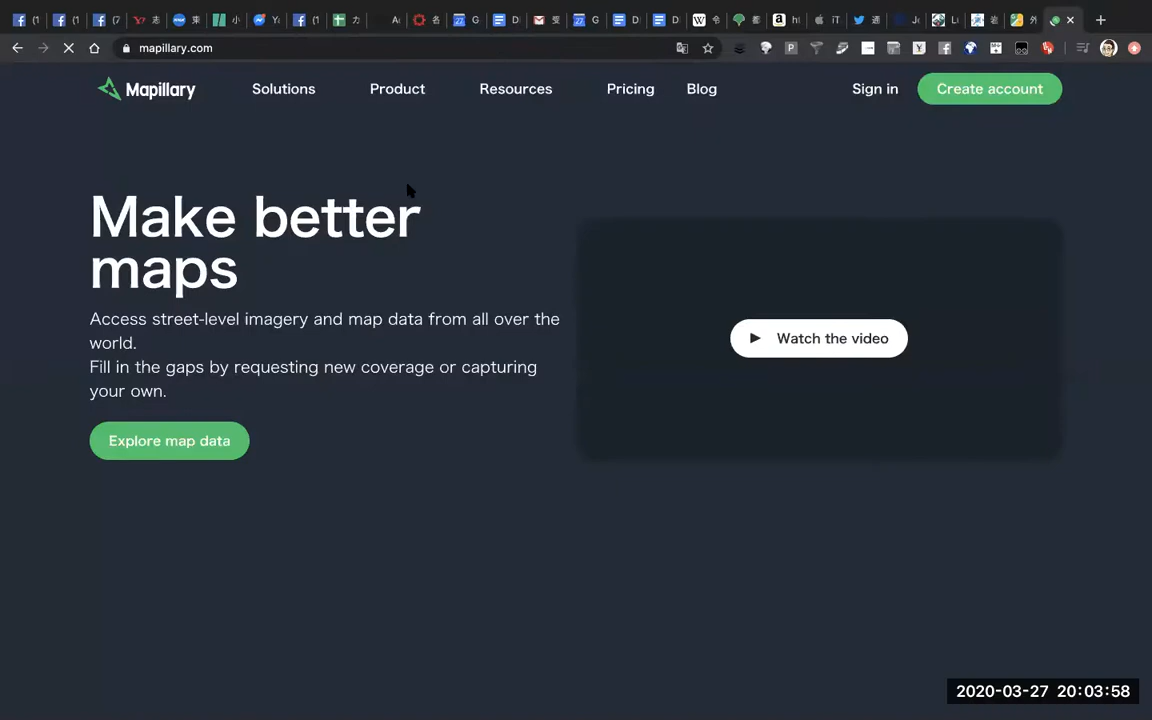 mapillary.com
Mapillary
Solutions
Product
Resources
Pricing
Blog
Sign in
Create account
Make better
maps
Access street-level imagery and map data from all over the
world.
Fill in the gaps by requesting new coverage or capturing
your own.
Explore map data
Watch the video
2020-03-27 20:03:58